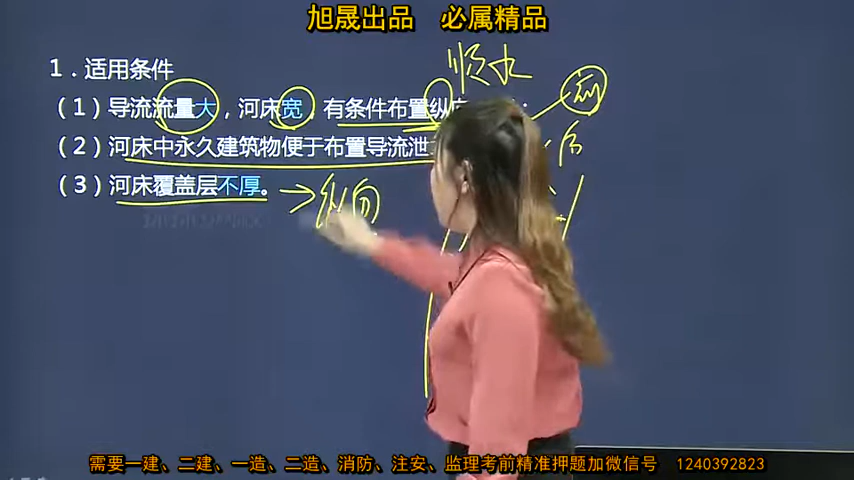 旭晟出品 必属精品
顺水
1.适用条件
（1）导流流量大，河床宽，有条件布置纵
（2）河床中永久建筑物便于布置导流泄
后
（3）河床覆盖层不厚。→纵向
需要一建、二建、一造、二造、消防、注安、监理考前精准押题加微信号 1240392823